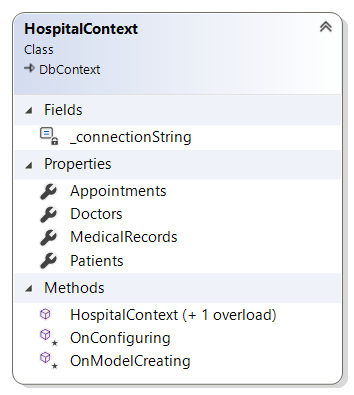 HospitalContext
Class
DbContext
Fields
_connectionString
Properties
Appointments
Doctors
MedicalRecords
Patients
Methods
HospitalContext (+ 1 overload)
OnConfiguring
OnModelCreating